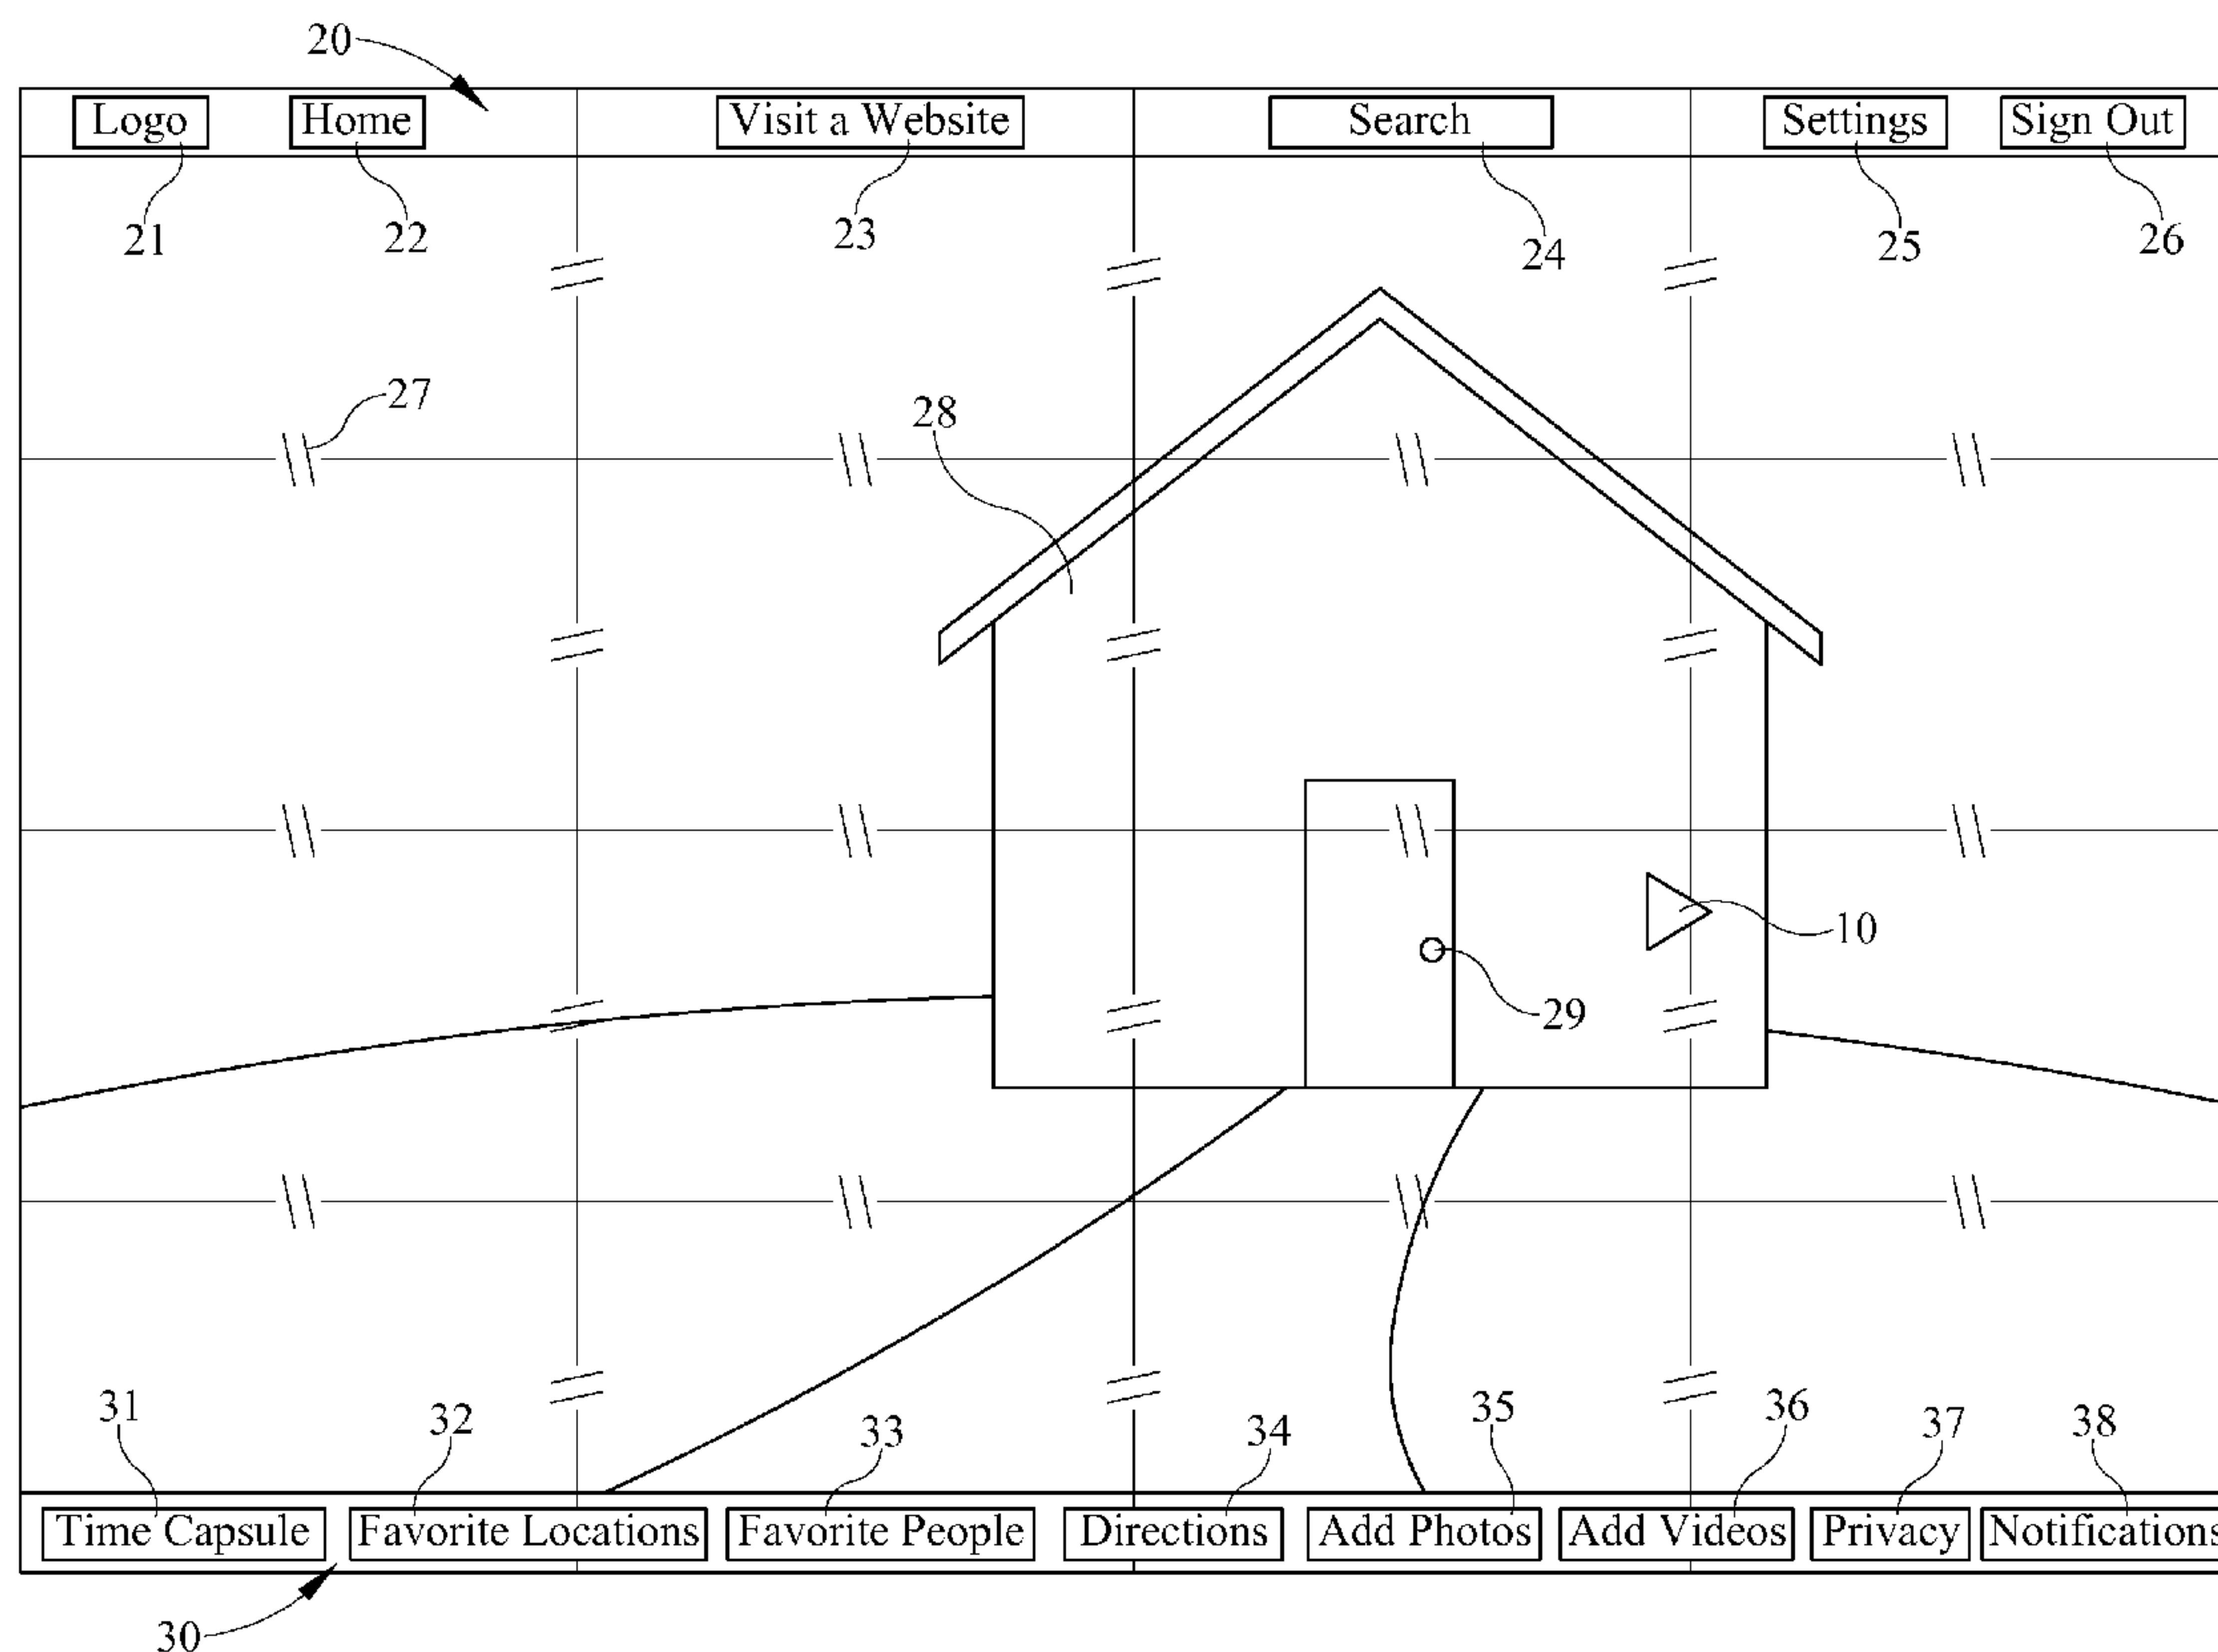 20
Logo Home Visit a Website Search Settings Sign Out
21 22 23 24 25 26
27
28
10
29
31 32 33 34 35 36 37 38
Time Capsule Favorite Locations Favorite People Directions Add Photos Add Videos Privacy Notifications
30